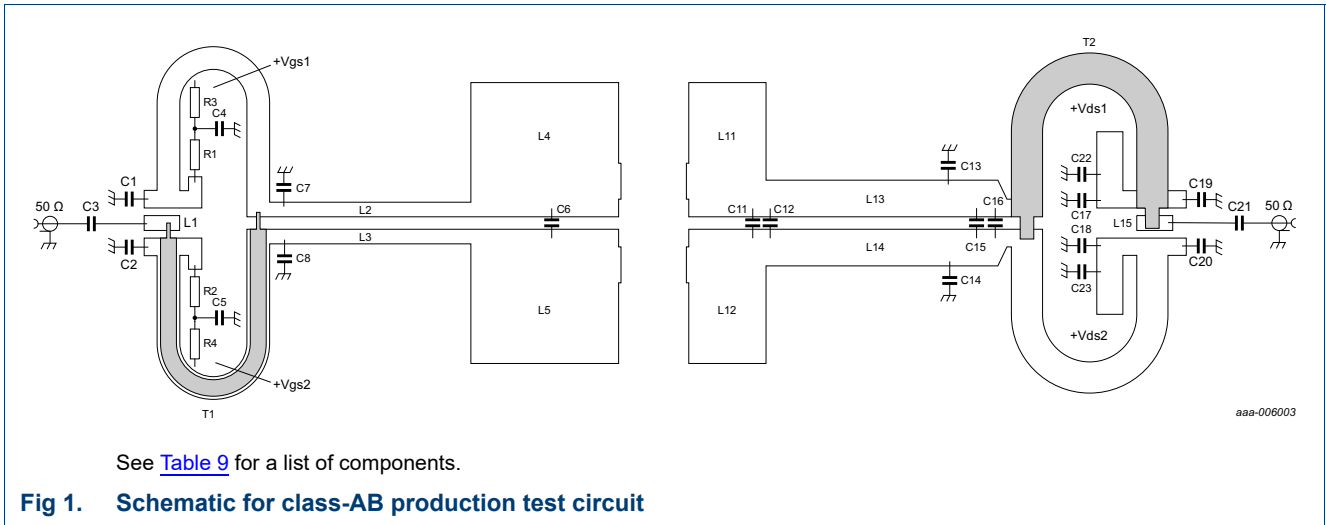 T2
+Vgs1
R3
C4
R1
C1
C3
50 Ω
L1
C2
R2
C5
R4
+Vgs2
T1
C7
L2
L3
C8
L4
C6
L5
L11
C11
C12
L12
C13
L13
C16
L14
C15
C14
+Vds1
C22
C17
C18
C23
+Vds2
C19
L15
C21
50 Ω
C20
aaa-006003
See Table 9 for a list of components.
Fig 1. Schematic for class-AB production test circuit